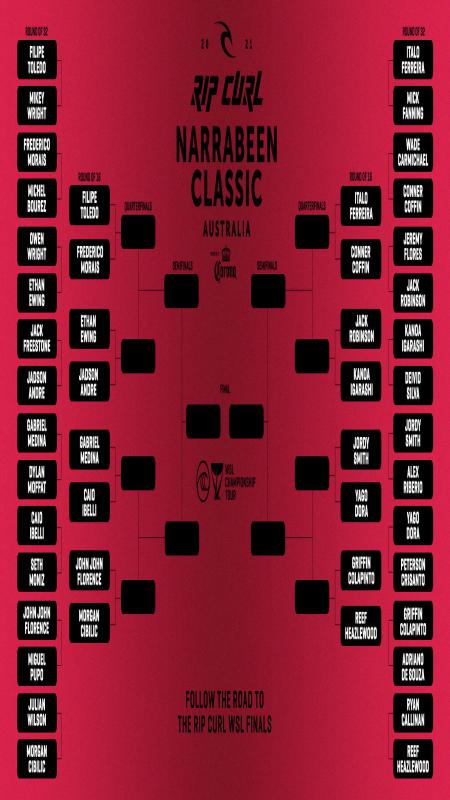 2021
RIP CURL
NARRABEEN
CLASSIC
AUSTRALIA
Corona
ROUND OF 32
FILIPE
TOLEDO
MIKEY
WRIGHT
FREDERICO
MORAIS
MICHEL
BOUREZ
OWEN
WRIGHT
ETHAN
EWING
JACK
FREESTONE
JADSON
ANDRE
GABRIEL
MEDINA
DYLAN
MOFFAT
CAIO
IBELLI
SETH
MONIZ
JOHN JOHN
FLORENCE
MIGUEL
PUPO
JULIAN
WILSON
MORGAN
CIBILIC
ROUND OF 16
FILIPE
TOLEDO
FREDERICO
MORAIS
ETHAN
EWING
JADSON
ANDRE
GABRIEL
MEDINA
CAIO
IBELLI
JOHN JOHN
FLORENCE
MORGAN
CIBILIC
QUARTERFINALS
SEMIFINALS
FINAL
WSL
CHAMPIONSHIP
TOUR
SEMIFINALS
QUARTERFINALS
ROUND OF 16
ITALO
FERREIRA
CONNER
COFFIN
JACK
ROBINSON
KANOA
IGARASHI
JORDY
SMITH
YAGO
DORA
GRIFFIN
COLAPINTO
REEF
HEAZLEWOOD
ROUND OF 32
ITALO
FERREIRA
MICK
FANNING
WADE
CARMICHAEL
CONNER
COFFIN
JEREMY
FLORES
JACK
ROBINSON
KANOA
IGARASHI
DEIVID
SILVA
JORDY
SMITH
ALEX
RIBERIO
YAGO
DORA
PETERSON
CRISANTO
GRIFFIN
COLAPINTO
ADRIANO
DE SOUZA
RYAN
CALLINAN
REEF
HEAZLEWOOD
FOLLOW THE ROAD TO
THE RIP CURL WSL FINALS